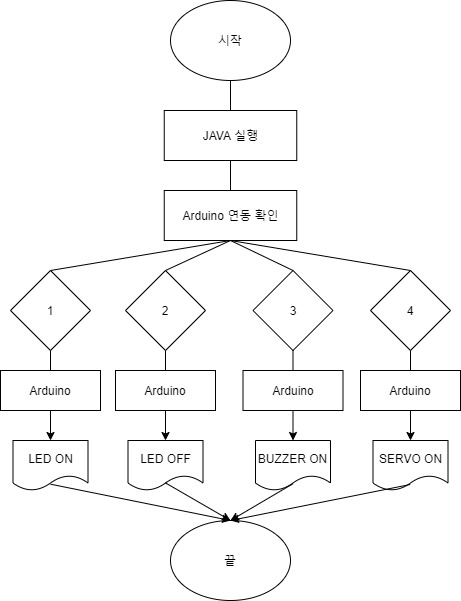 시작
JAVA 실행
Arduino 연동 확인
1
2
3
4
Arduino
Arduino
Arduino
Arduino
LED ON
LED OFF
BUZZER ON
SERVO ON
끝